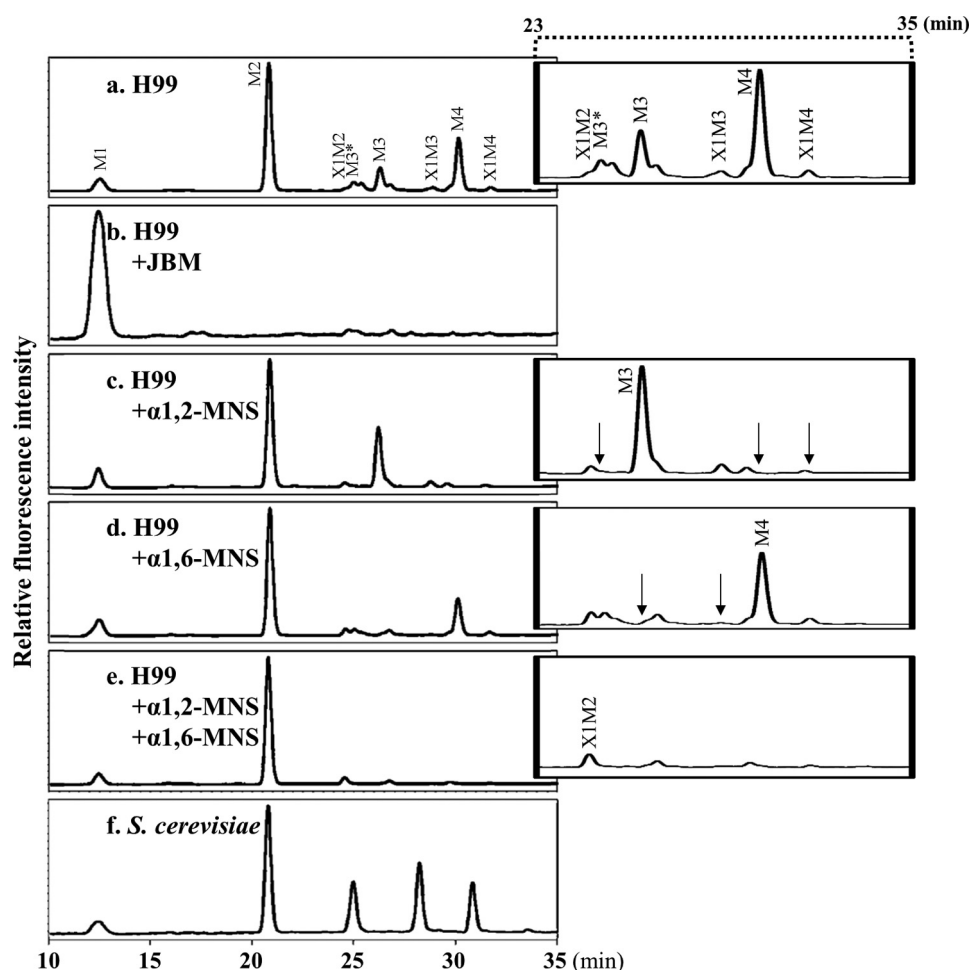 23
35 (min)
a. H99
M1
M2
X1M2
M3*
M3
X1M3
M4
X1M4
X1M2
M3*
M3
X1M3
M4
X1M4
b. H99
+JBM
c. H99
+α1,2-MNS
M3
d. H99
+α1,6-MNS
M4
e. H99
+α1,2-MNS
+α1,6-MNS
X1M2
f. S. cerevisiae
Relative fluorescence intensity
10 15 20 25 30 35 (min)